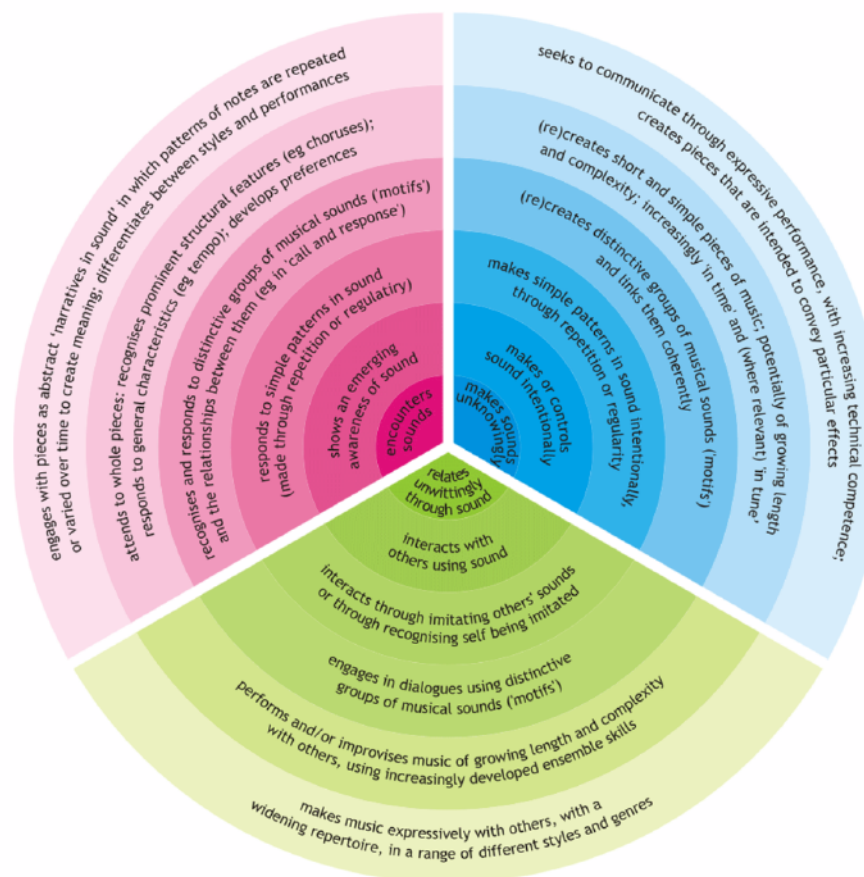 engages with pieces as abstract 'narratives in sound' in which patterns of notes are repeated
or varied over time to create meaning; differentiates between styles and performances
attends to whole pieces: recognises prominent structural features (eg choruses);
responds to general characteristics (eg tempo); develops preferences
recognises and responds to distinctive groups of musical sounds ('motifs')
and the relationships between them (eg in 'call and response')
responds to simple patterns in sound
(made through repetition or regulatiry)
shows an emerging
awareness of sound
encounters
sounds
seeks to communicate through expressive performance, with increasing technical competence;
creates pieces that are intended to convey particular effects
(re)creates short and simple pieces of music; potentially of growing length
and complexity; increasingly 'in time' and (where relevant) 'in tune'
(re)creates distinctive groups of musical sounds ('motifs')
and links them coherently
makes simple patterns in sound intentionally,
through repetition or regularity
makes or controls
sound intentionally
makes sounds
unknowingly
relates
unwittingly
through sound
interacts with
others using sound
interacts through imitating others' sounds
or through recognising self being imitated
engages in dialogues using distinctive
groups of musical sounds ('motifs')
performs and/or improvises music of growing length and complexity
with others, using increasingly developed ensemble skills
makes music expressively with others, with a
widening repertoire, in a range of different styles and genres